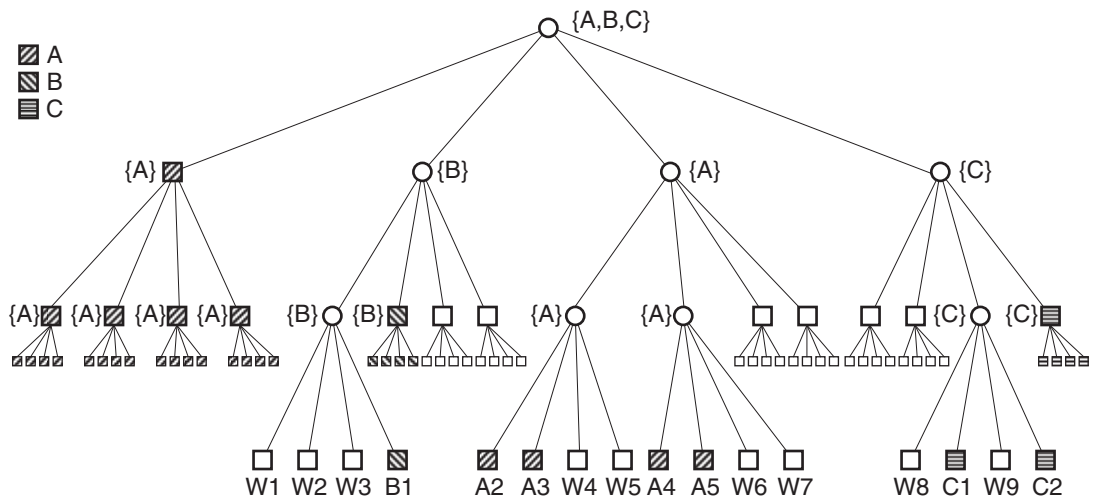 {A,B,C}
A
B
C
{A} {B} {A} {C}
{A} {A} {A} {A} {B} {B} {A} {A} {C} {C}
W1 W2 W3 B1 A2 A3 W4 W5 A4 A5 W6 W7 W8 C1 W9 C2